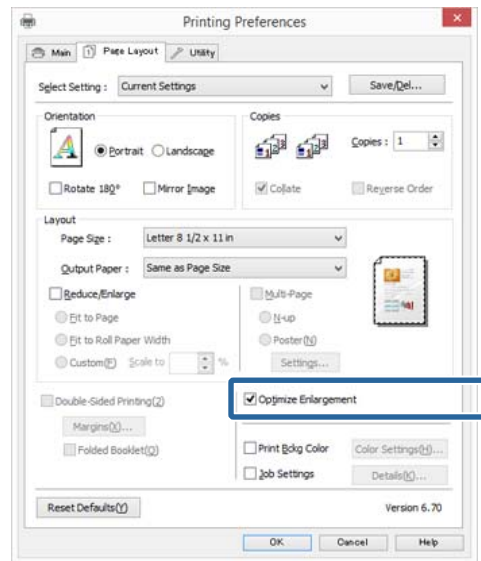 Printing Preferences
Main Page Layout Utility
Select Setting : Current Settings Save/Del...
Orientation Copies
Portrait Landscape Copies : 1
Rotate 180° Mirror Image Collate Reverse Order
Layout
Page Size : Letter 8 1/2 x 11 in
Output Paper : Same as Page Size
Reduce/Enlarge Multi-Page
Fit to Page N-up
Fit to Roll Paper Width Poster(N)
Custom(F) Scale to % Settings...
Double-Sided Printing(2) Optimize Enlargement
Margins(X)...
Folded Booklet(Q) Print Bckg Color Color Settings(H)...
Job Settings Details(K)...
Reset Defaults(Y) Version 6.70
OK Cancel Help